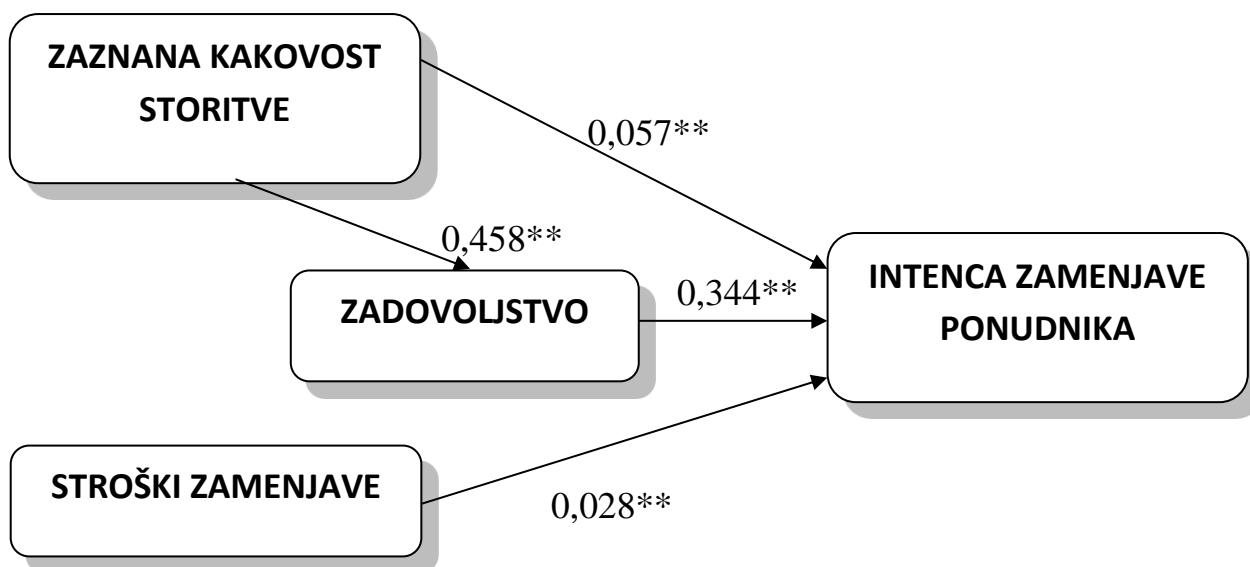 ZAZNANA KAKOVOST
STORITVE
0,057**
0,458**
ZADOVOLJSTVO
0,344**
INTENCA ZAMENJAVE
PONUDNIKA
STROŠKI ZAMENJAVE
0,028**